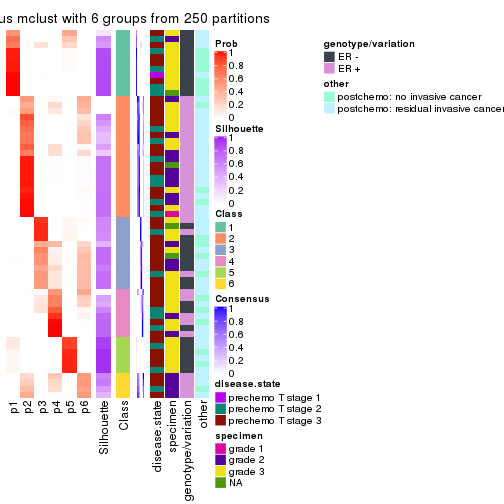 us mclust with 6 groups from 250 partitions
Prob
1
0.8
0.6
0.4
0.2
0
Silhouette
1
0.8
0.6
0.4
0.2
0
Class
1
2
3
4
5
6
Consensus
1
0.8
0.6
0.4
0.2
0
disease.state
prechemo T stage 1
prechemo T stage 2
prechemo T stage 3
specimen
grade 1
grade 2
grade 3
NA
genotype/variation
ER -
ER +
other
postchemo: no invasive cancer
postchemo: residual invasive cancer
p1
p2
p3
p4
p5
p6
Silhouette
Class
disease.state
specimen
genotype/variation
other